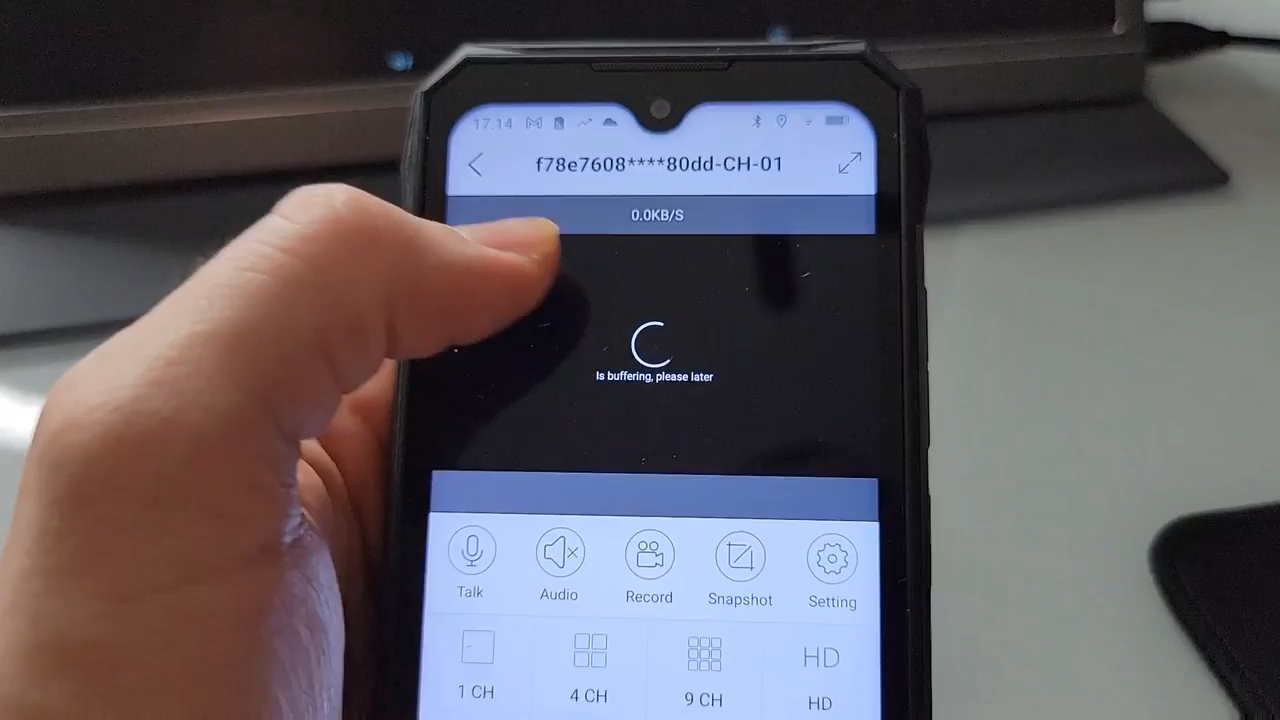 17.14
f78e7608****80dd-CH-01
0.0KB/S
Is buffering, please later
Talk Audio Record Snapshot Setting
HD
1 CH 4 CH 9 CH HD